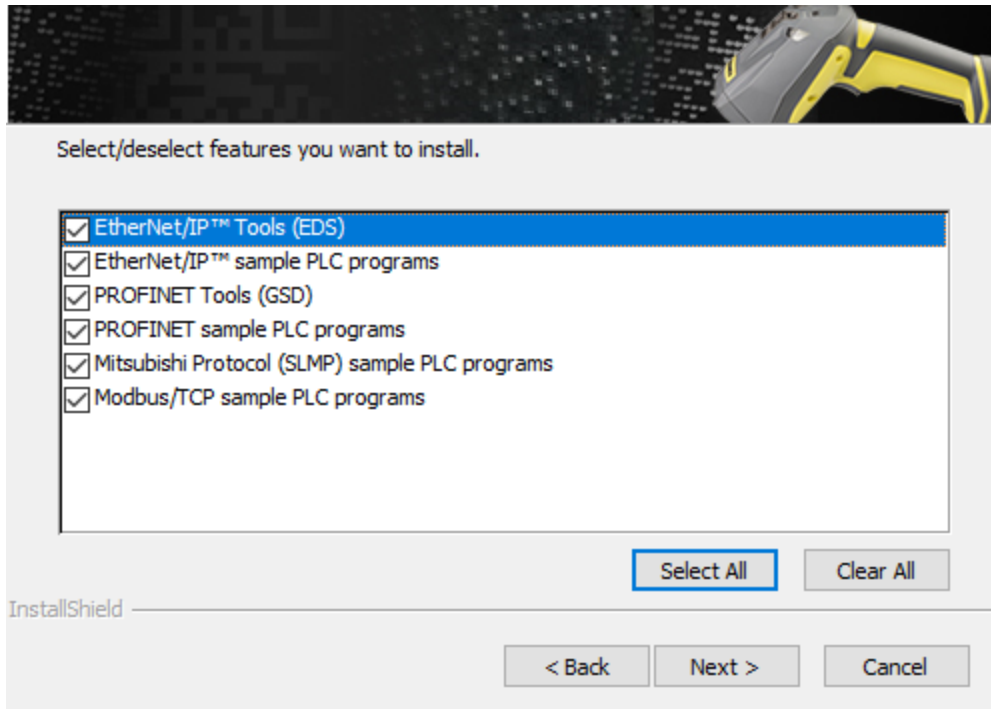 Select/deselect features you want to install.
EtherNet/IP™ Tools (EDS)
EtherNet/IP™ sample PLC programs
PROFINET Tools (GSD)
PROFINET sample PLC programs
Mitsubishi Protocol (SLMP) sample PLC programs
Modbus/TCP sample PLC programs
Select All Clear All
InstallShield
< Back Next > Cancel